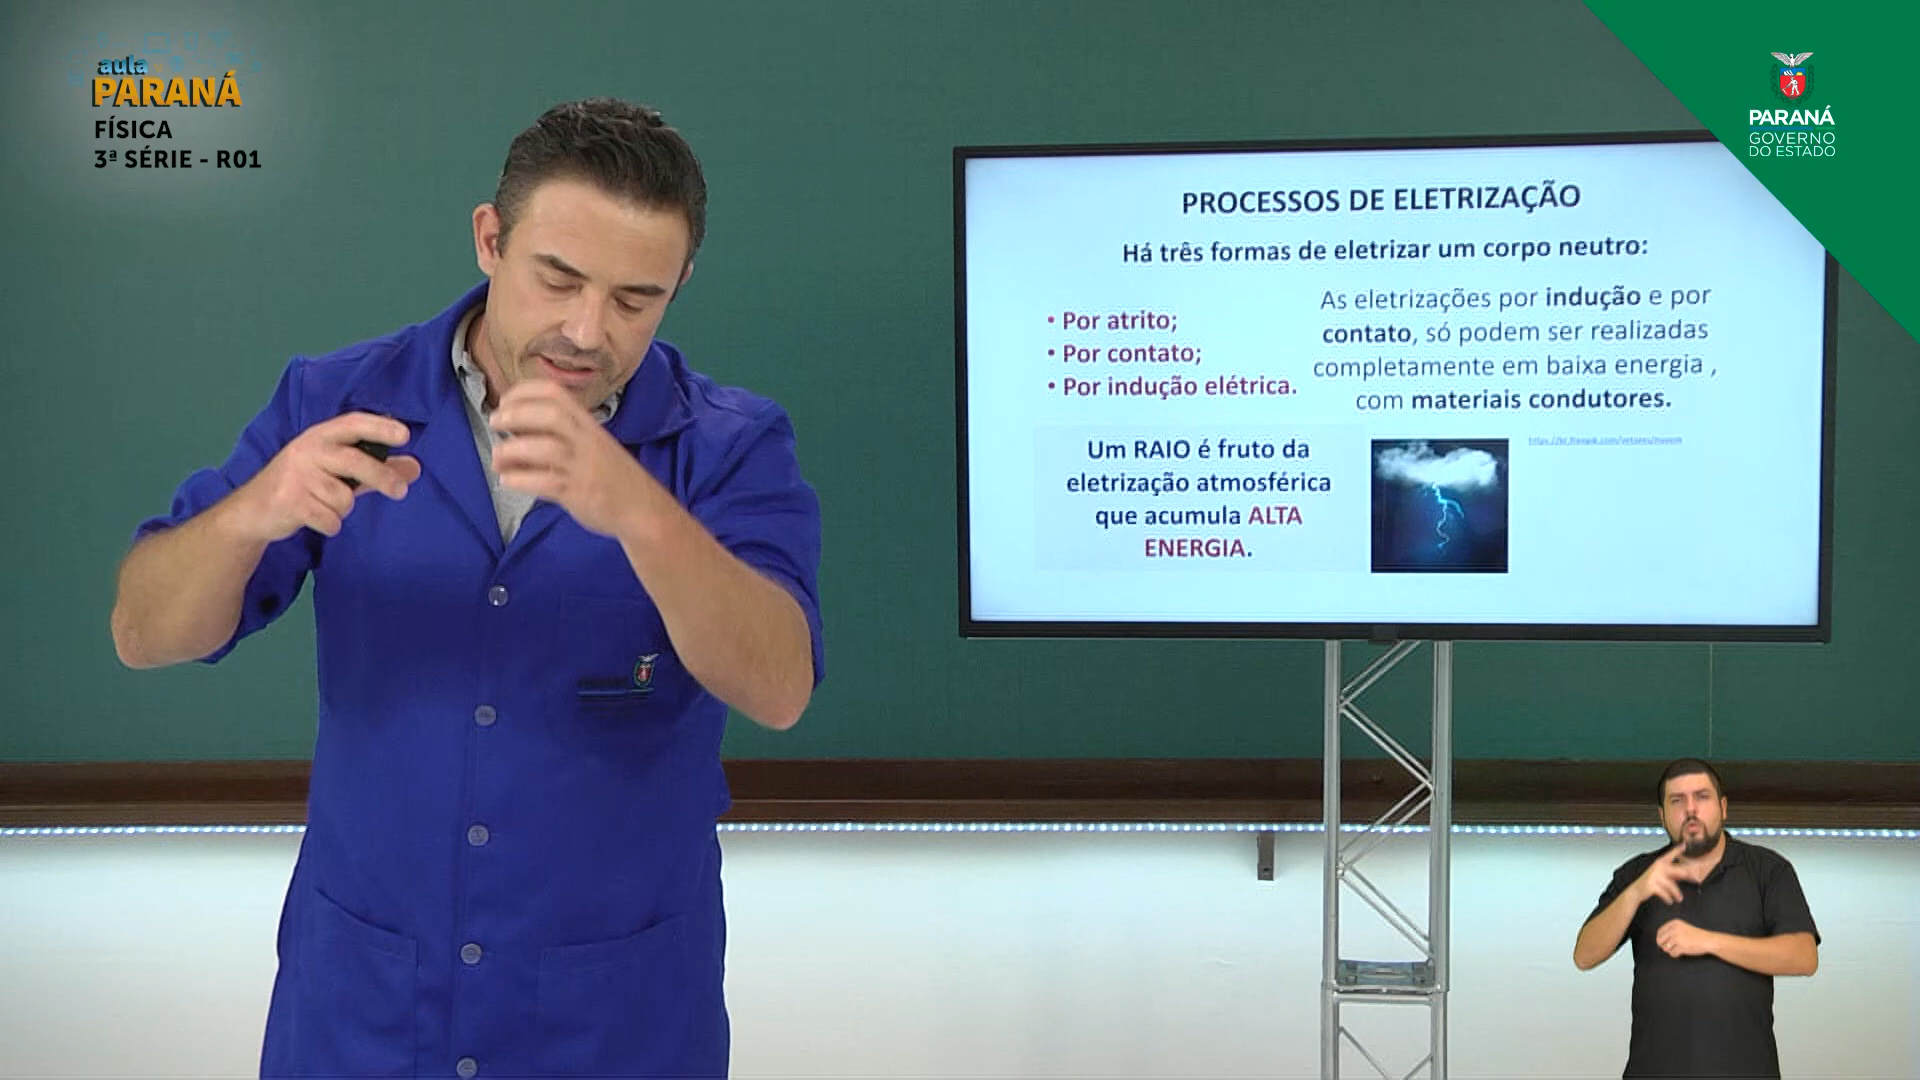 aula
PARANÁ
FÍSICA
3ª SÉRIE - R01
PARANÁ
GOVERNO
DO ESTADO
PROCESSOS DE ELETRIZAÇÃO
Há três formas de eletrizar um corpo neutro:
• Por atrito;
• Por contato;
• Por indução elétrica.
As eletrizações por indução e por
contato, só podem ser realizadas
completamente em baixa energia ,
com materiais condutores.
Um RAIO é fruto da
eletrização atmosférica
que acumula ALTA
ENERGIA.